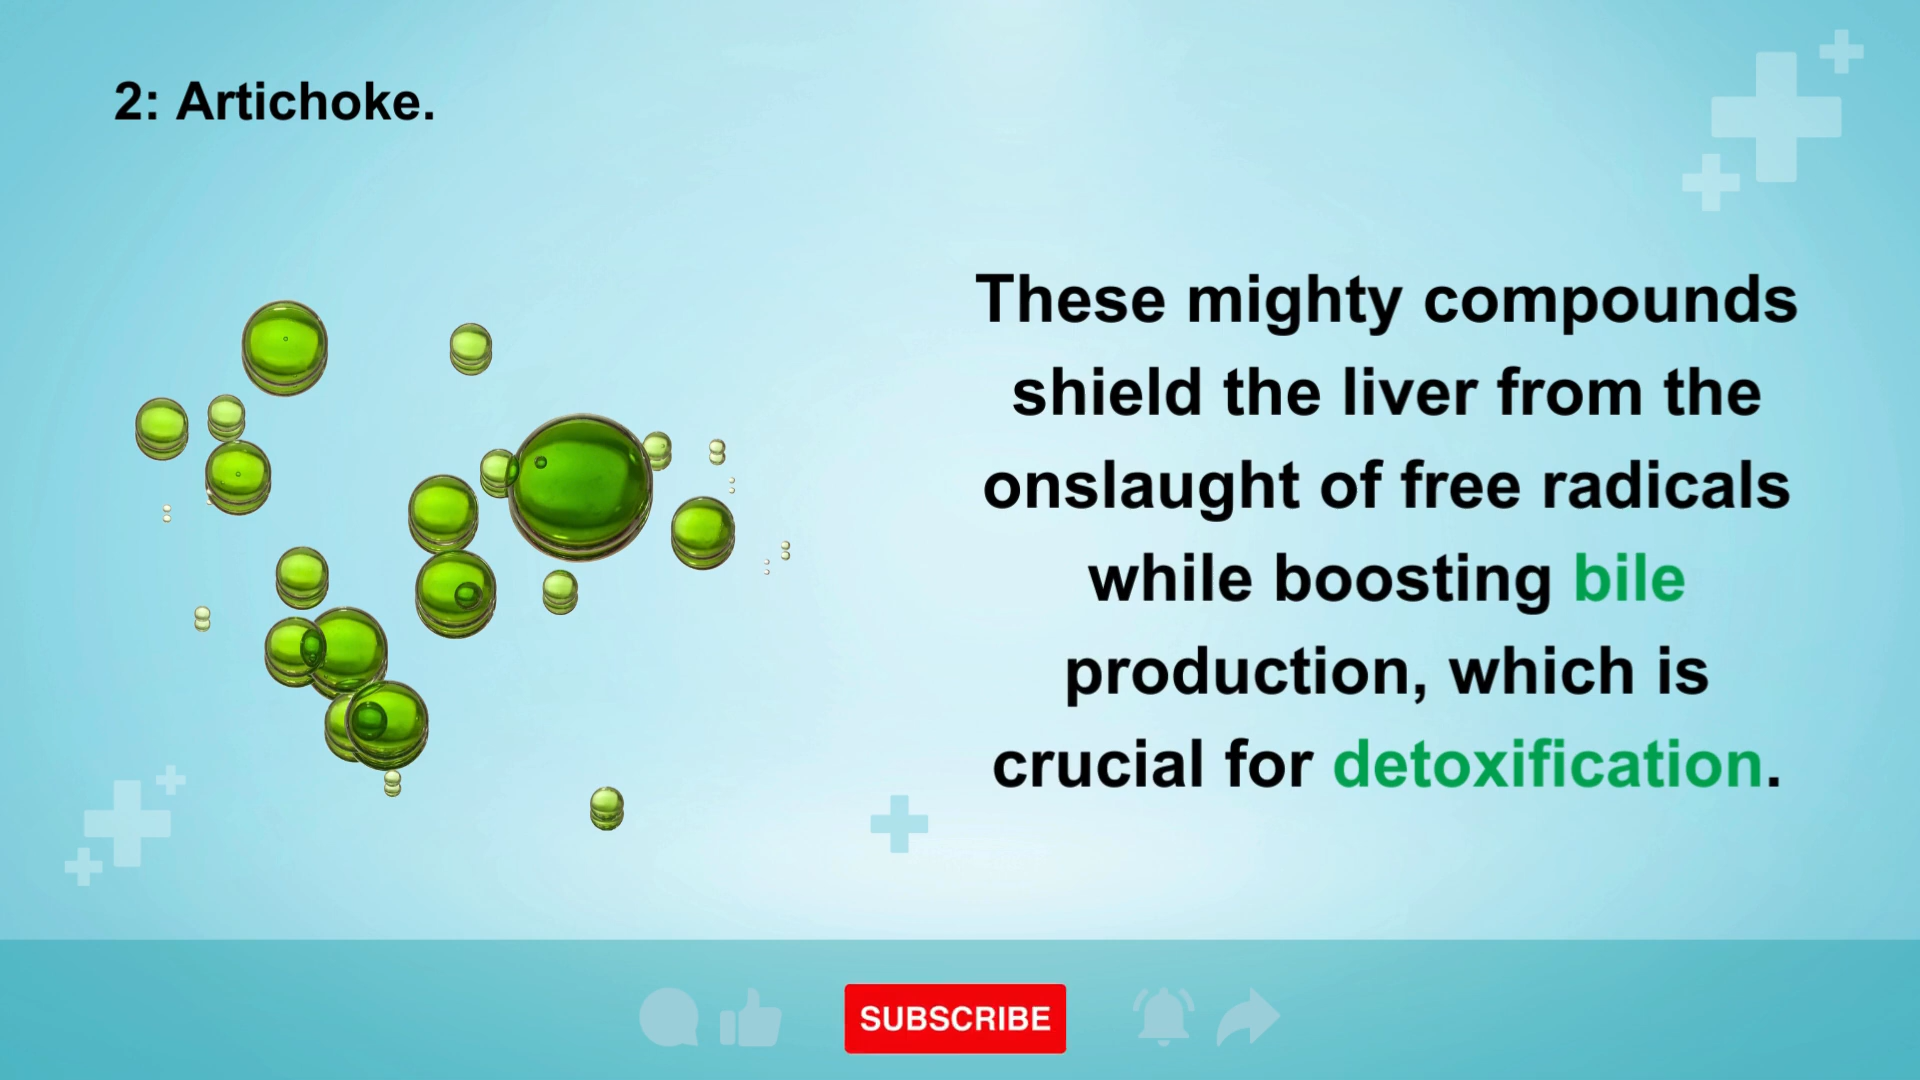 2: Artichoke.
These mighty compounds
shield the liver from the
onslaught of free radicals
while boosting bile
production, which is
crucial for detoxification.
SUBSCRIBE